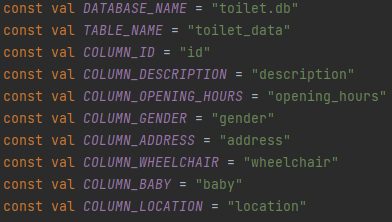 const val DATABASE_NAME = "toilet.db"
const val TABLE_NAME = "toilet_data"
const val COLUMN_ID = "id"
const val COLUMN_DESCRIPTION = "description"
const val COLUMN_OPENING_HOURS = "opening_hours"
const val COLUMN_GENDER = "gender"
const val COLUMN_ADDRESS = "address"
const val COLUMN_WHEELCHAIR = "wheelchair"
const val COLUMN_BABY = "baby"
const val COLUMN_LOCATION = "location"